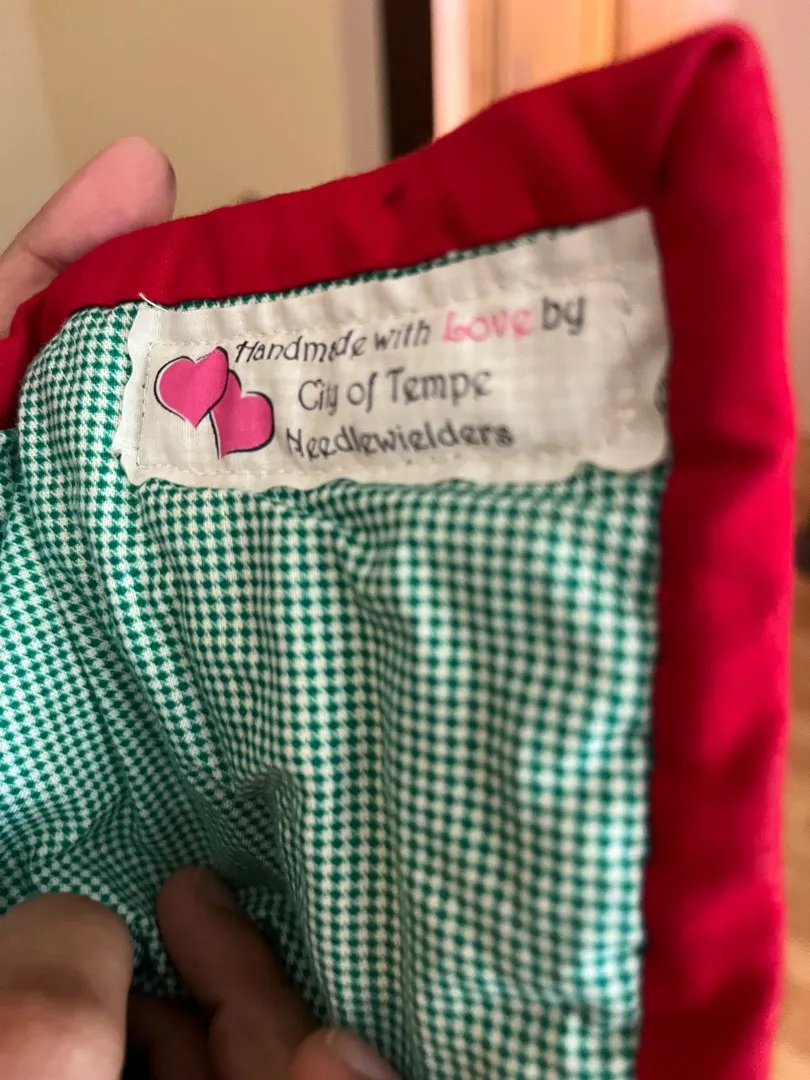 Handmade with Love by
City of Tempe
Needlewielders